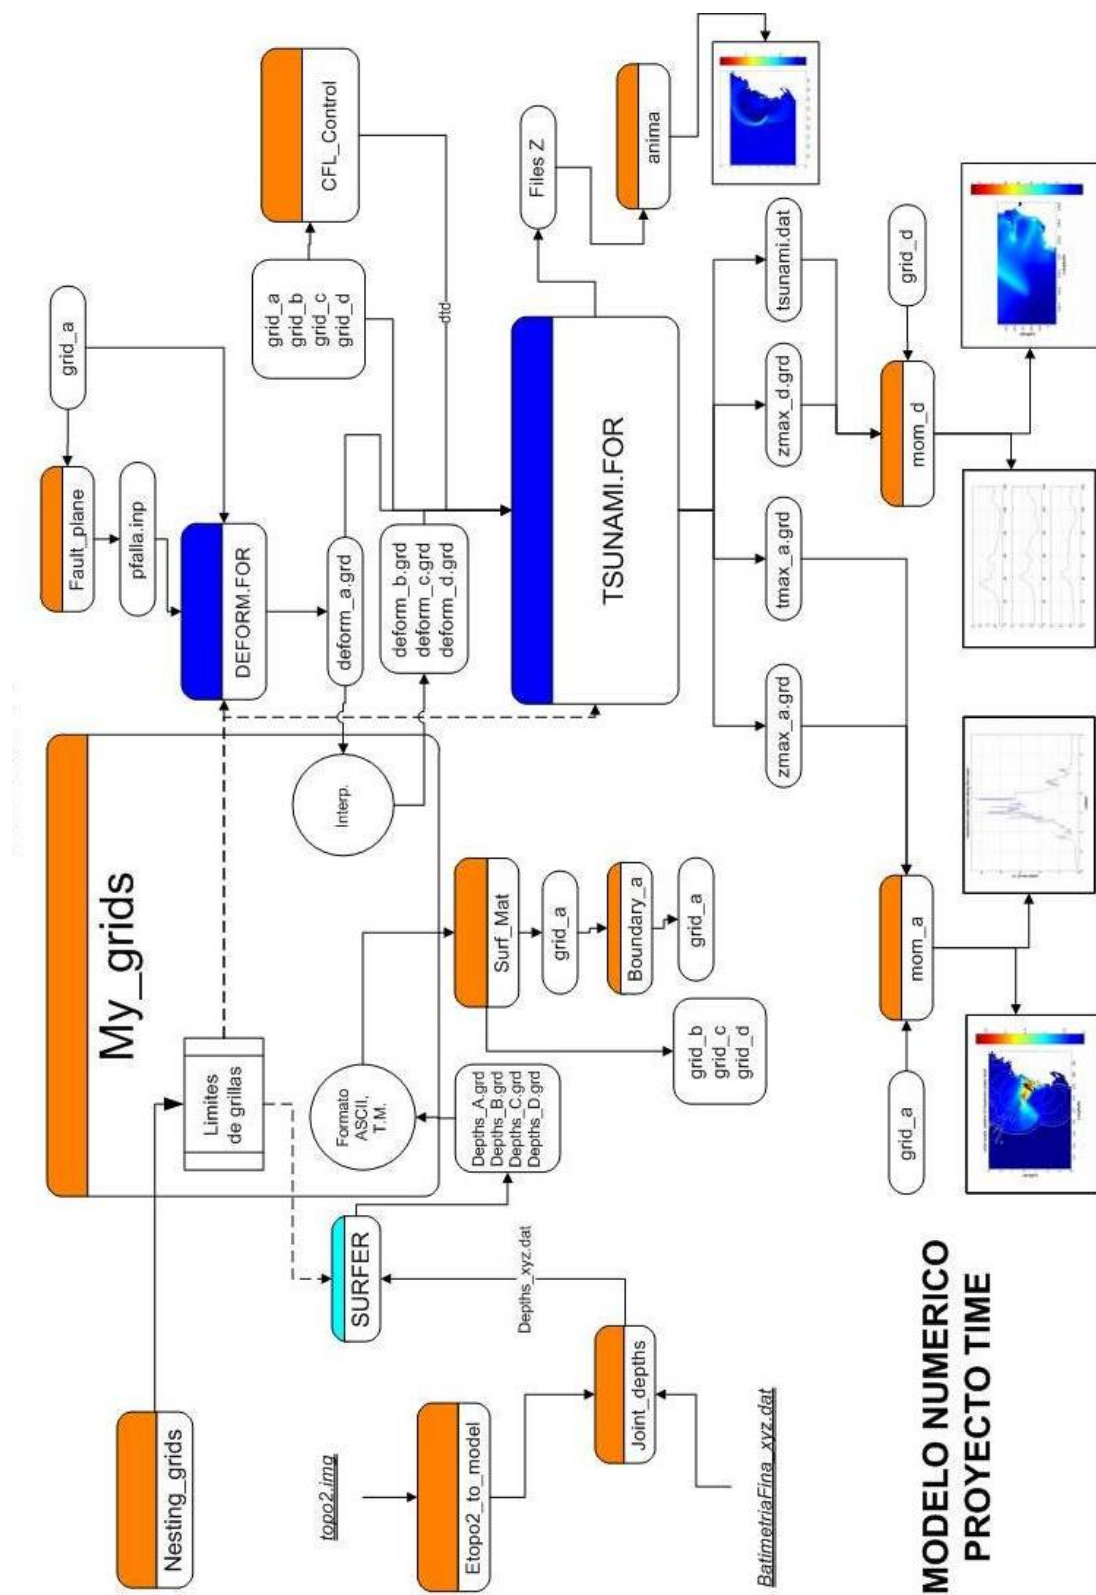 Nesting_grids
My_grids
Limites
de grillas
Interp.
Formato
ASCII,
T.M.
topo2.img
Etopo2_to_model
BatimetriaFina_xyz.dat
Joint_depths
Depths_xyz.dat
SURFER
Depths_A.grd
Depths_B.grd
Depths_C.grd
Depths_D.grd
Surf_Mat
grid_a
Boundary_a
grid_a
grid_b
grid_c
grid_d
grid_a
Fault_plane
pfalla.inp
DEFORM.FOR
deform_a.grd
deform_b.grd
deform_c.grd
deform_d.grd
grid_a
grid_b
grid_c
grid_d
CFL_Control
dtd
TSUNAMI.FOR
Files Z
anima
zmax_a.grd
tmax_a.grd
zmax_d.grd
tsunami.dat
grid_a
mom_a
mom_d
grid_d
MODELO NUMERICO
PROYECTO TIME